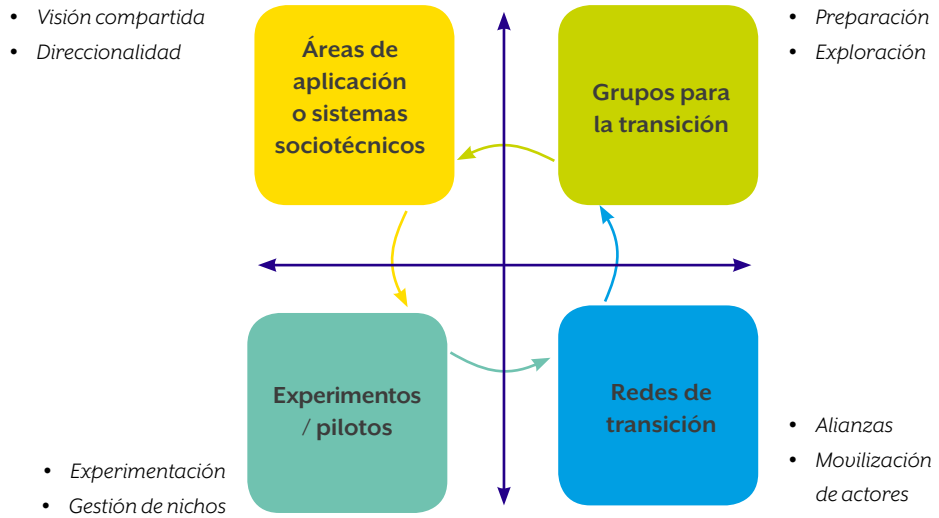 • Visión compartida
• Direccionalidad
Áreas de
aplicación
o sistemas
sociotécnicos
Grupos para
la transición
• Preparación
• Exploración
Experimentos
/ pilotos
• Experimentación
• Gestión de nichos
Redes de
transición
• Alianzas
• Movilización
de actores